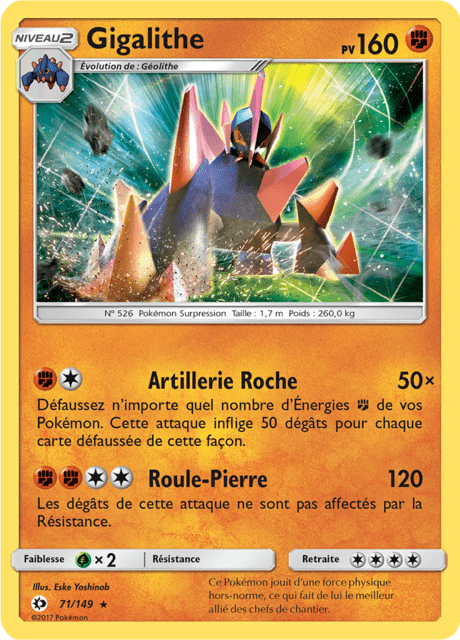 NIVEAU2 Gigalithe PV160
Évolution de : Géolithe
N° 526 Pokémon Surpression Taille : 1,7 m Poids : 260,0 kg
Artillerie Roche 50×
Défaussez n'importe quel nombre d'Énergies de vos
Pokémon. Cette attaque inflige 50 dégâts pour chaque
carte défaussée de cette façon.
Roule-Pierre 120
Les dégâts de cette attaque ne sont pas affectés par la
Résistance.
Faiblesse ×2 Résistance Retraite
Illus. Eske Yoshinob
71/149 ★
©2017 Pokémon
Ce Pokémon jouit d'une force physique
hors-norme, ce qui fait de lui le meilleur
allié des chefs de chantier.